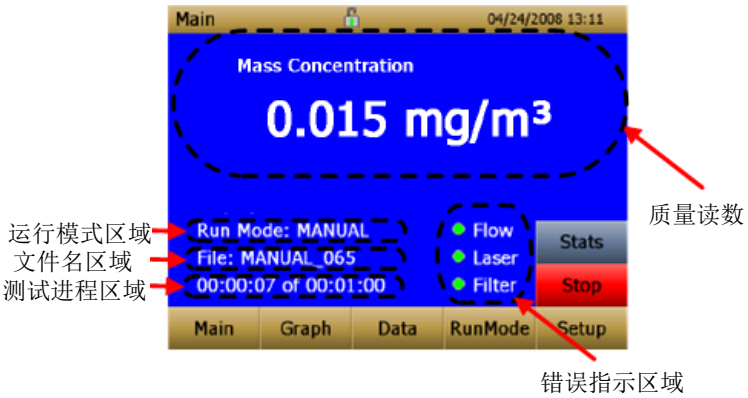 Main 04/24/2008 13:11
Mass Concentration
0.015 mg/m³
质量读数
运行模式区域
Run Mode: MANUAL
Flow
文件名区域
File: MANUAL_065
Laser
Stats
测试进程区域
00:00:07 of 00:01:00
Filter
Stop
Main Graph Data RunMode Setup
错误指示区域